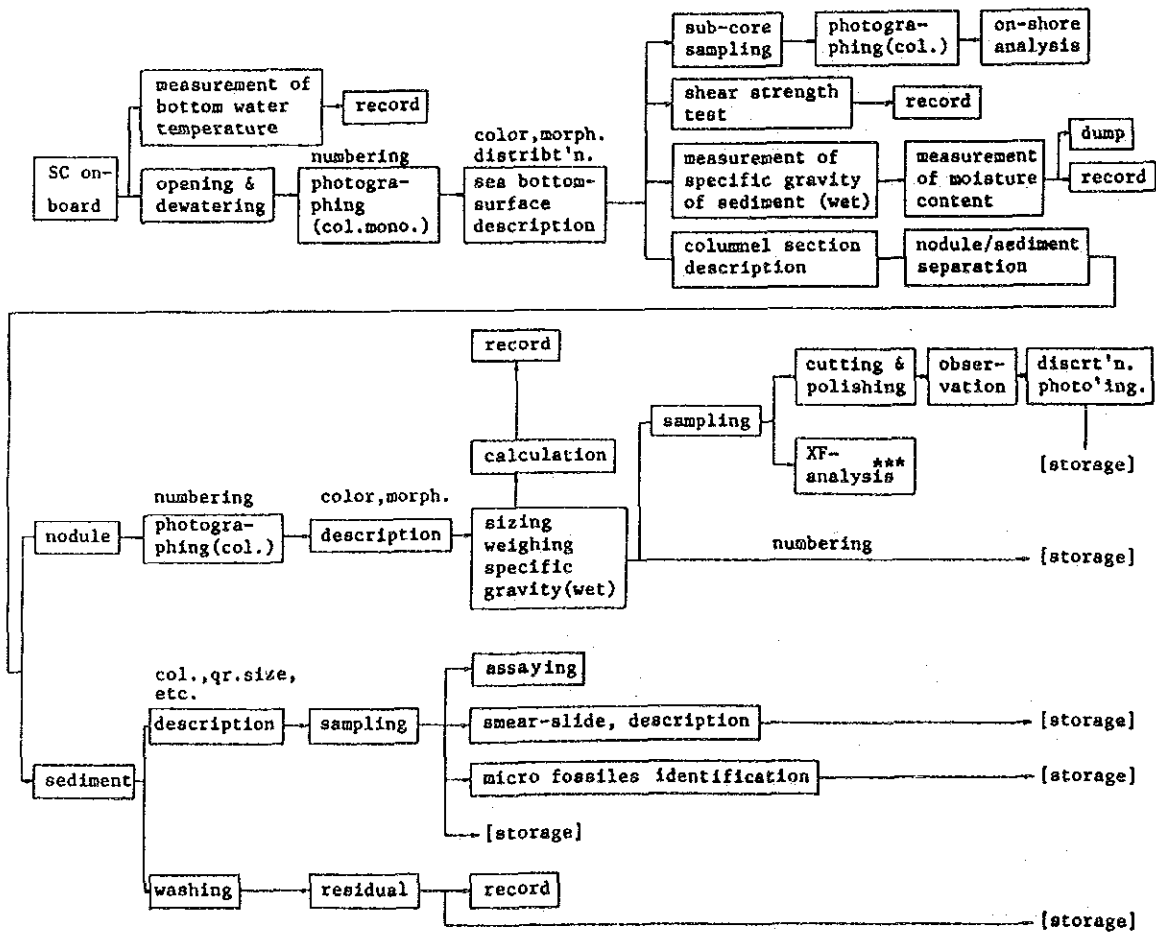 SC on-
board
measurement of
bottom water
temperature
record
opening &
dewatering
numbering
photogra-
phing
(col.mono.)
color,morph.
distribt'n.
sea bottom-
surface
description
sub-core
sampling
photogra-
phing(col.)
on-shore
analysis
shear strength
test
record
measurement of
specific gravity
of sediment (wet)
measurement
of moisture
content
dump
record
columnel section
description
nodule/sediment
separation
nodule
numbering
photogra-
phing(col.)
color,morph.
description
sizing
weighing
specific
gravity(wet)
calculation
record
sampling
cutting &
polishing
obser-
vation
discrt'n.
photo'ing.
[storage]
XF-
analysis ***
numbering
[storage]
sediment
col.,qr.size,
etc.
description
sampling
assaying
smear-slide, description
[storage]
micro fossiles identification
[storage]
[storage]
washing
residual
record
[storage]